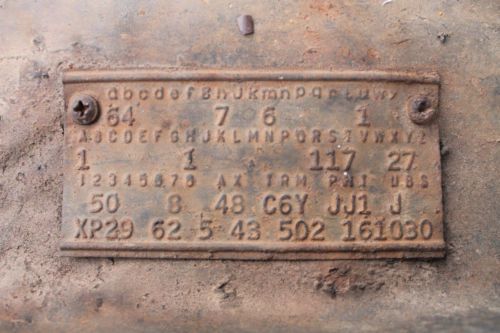 abcdefghJkmnpqrtuwy
64 7 6 1
ABCDEFGHJKLMNPQRSTVWXYZ
1 1 117 27
12345678 AX TRM PNT UBS
50 8 48 C6Y JJ1 J
XP29 62 5 43 502 161030